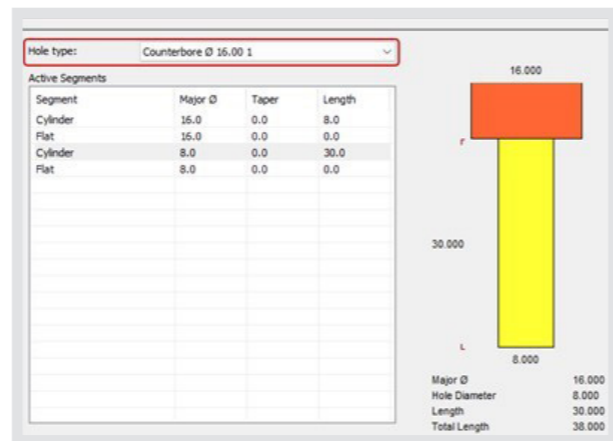 Hole type: Counterbore Ø 16.00 1
Active Segments
Segment Major Ø Taper Length
Cylinder 16.0 0.0 8.0
Flat 16.0 0.0 0.0
Cylinder 8.0 0.0 30.0
Flat 8.0 0.0 0.0
16.000
30.000
L
8.000
Major Ø 16.000
Hole Diameter 8.000
Length 30.000
Total Length 38.000